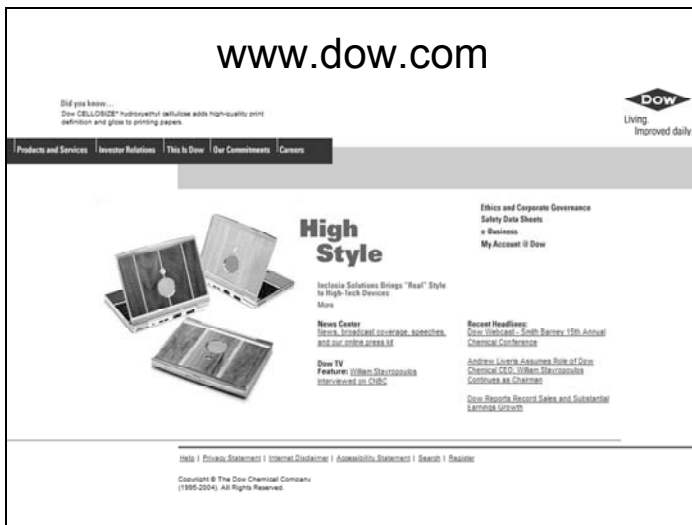 www.dow.com
Did you know...
Dow CELLOSIZE* hydroxyethyl cellulose adds high-quality print
definition and gloss to printing papers.
DOW
Living.
Improved daily.
Products and Services | Investor Relations | This Is Dow | Our Commitments | Careers
High
Style
Ethics and Corporate Governance
Safety Data Sheets
e-Business
My Account @ Dow
Inclosia Solutions Brings "Real" Style
to High-Tech Devices
More
News Center
News, broadcast coverage, speeches,
and our online press kit
Dow TV
Feature: William Stavropoulos
Interviewed on CNBC
Recent Headlines:
Dow Webcast - Smith Barney 15th Annual
Chemical Conference
Andrew Liveris Assumes Role of Dow
Chemical CEO, William Stavropoulos
Continues as Chairman
Dow Reports Record Sales and Substantial
Earnings Growth
Help | Privacy Statement | Internet Disclaimer | Accessibility Statement | Search | Register
Copyright © The Dow Chemical Company
(1995-2004). All Rights Reserved.